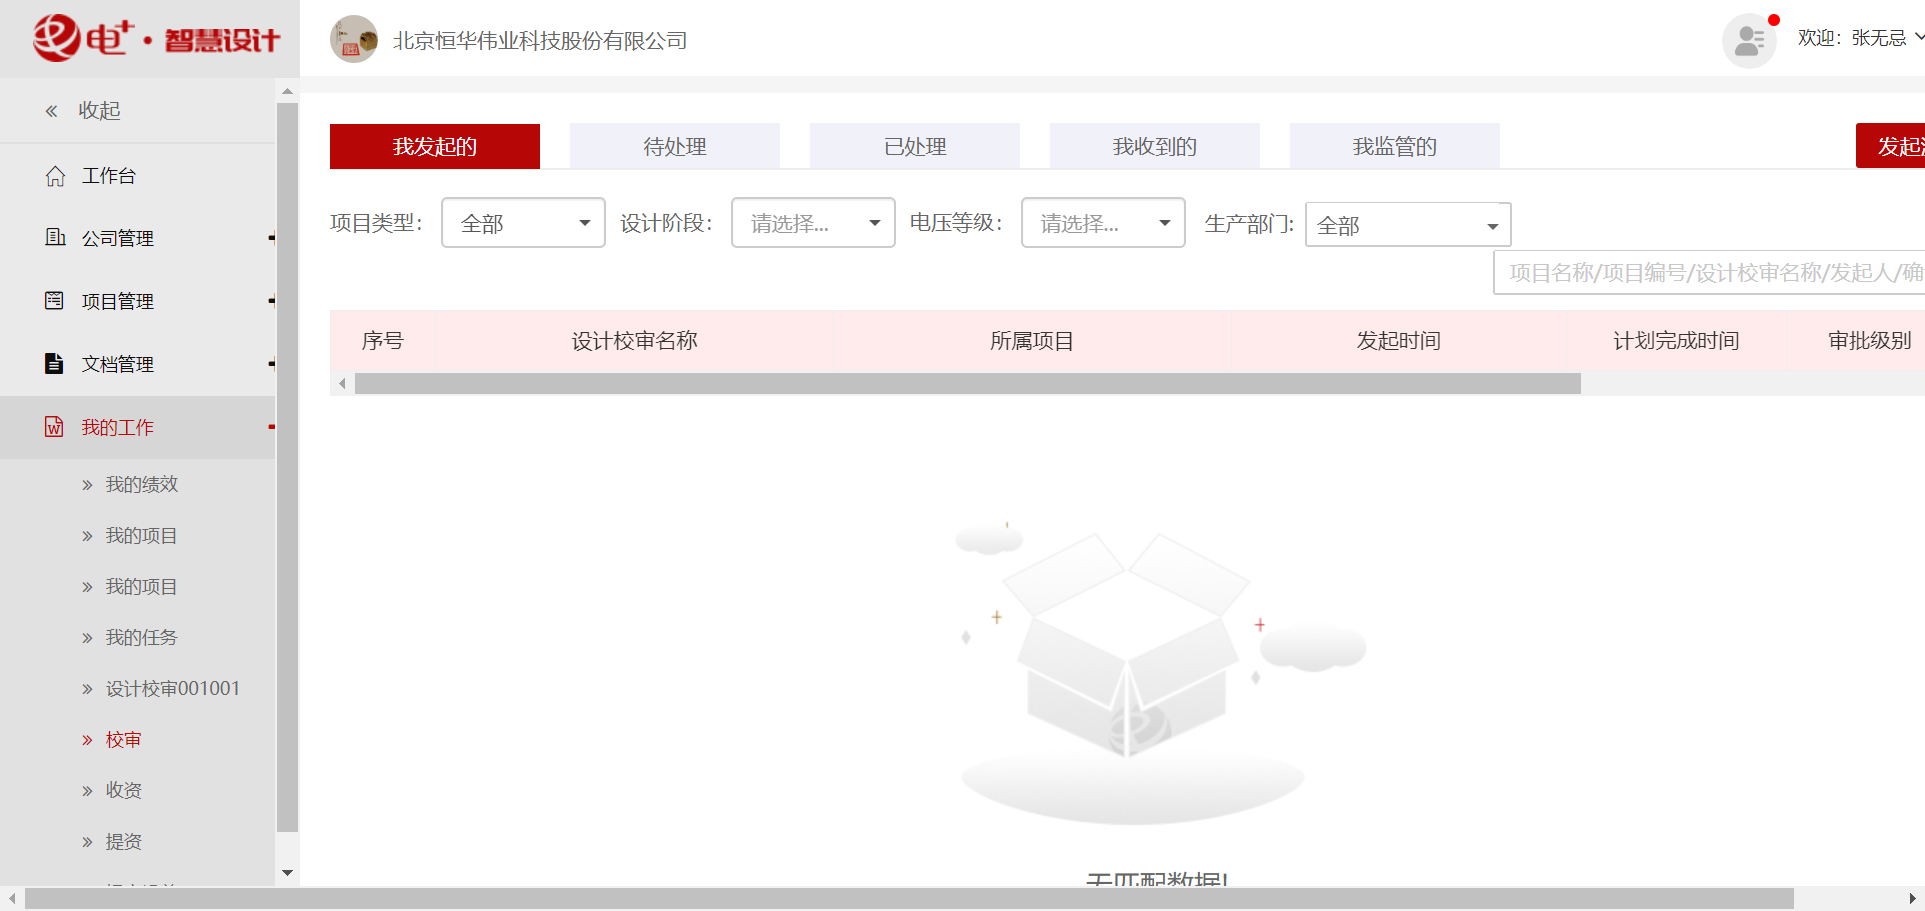 电+·智慧设计
北京恒华伟业科技股份有限公司
欢迎：张无忌
收起
工作台
公司管理
项目管理
文档管理
我的工作
我的绩效
我的项目
我的项目
我的任务
设计校审001001
校审
收资
提资
我发起的
待处理
已处理
我收到的
我监管的
发起
项目类型：
全部
设计阶段：
请选择...
电压等级：
请选择...
生产部门:
全部
项目名称/项目编号/设计校审名称/发起人/确
序号
设计校审名称
所属项目
发起时间
计划完成时间
审批级别
无匹配数据!